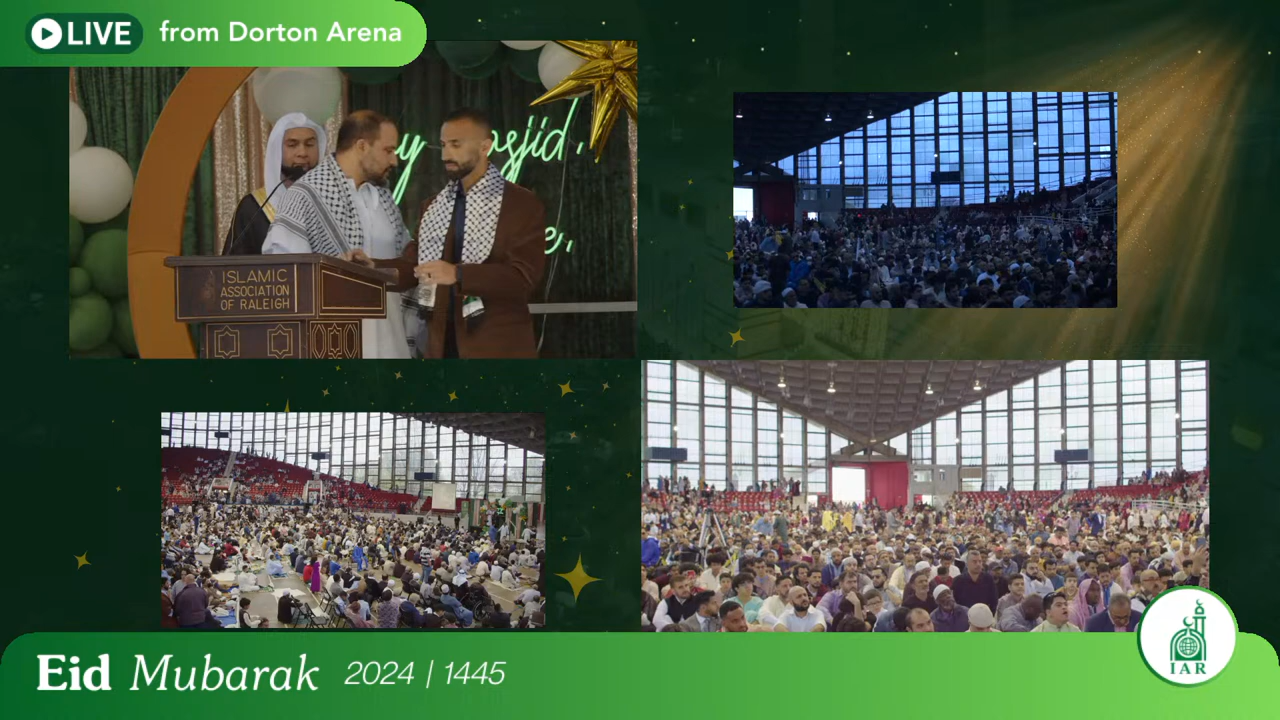 LIVE from Dorton Arena
ISLAMIC
ASSOCIATION
OF RALEIGH
Eid Mubarak 2024 | 1445
IAR